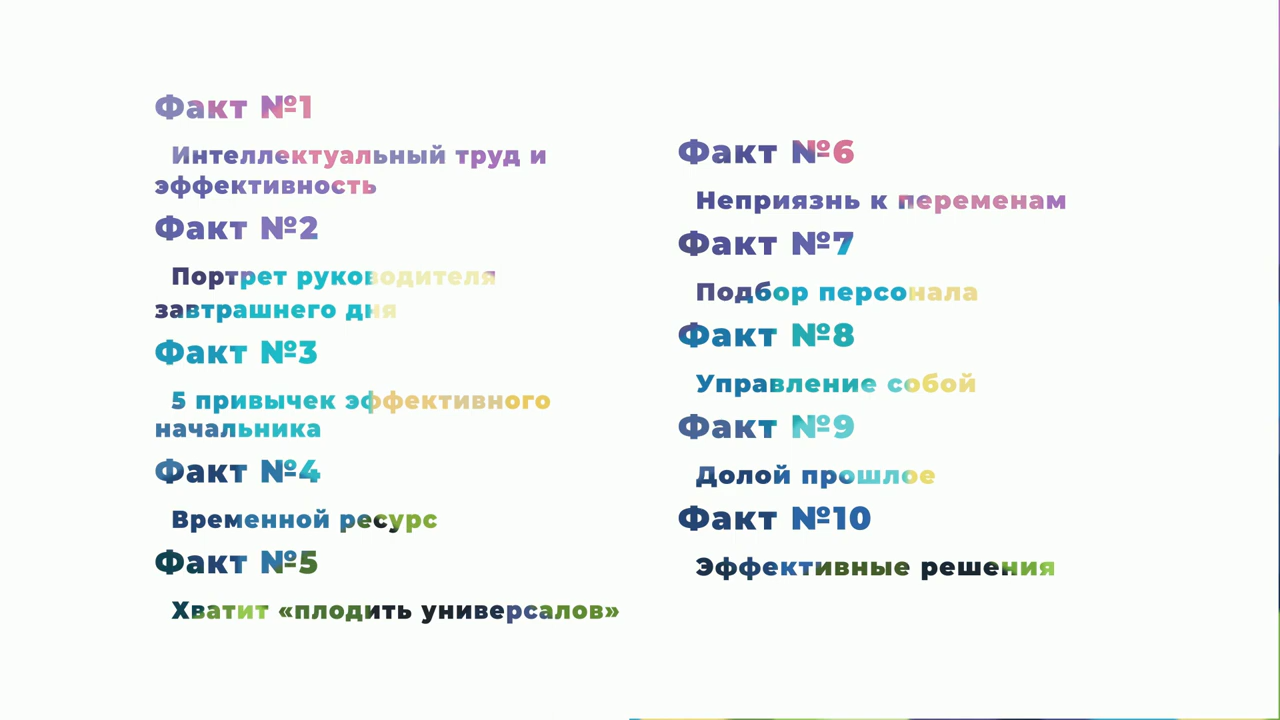 Факт №1
Интеллектуальный труд и
эффективность
Факт №2
Портрет руководителя
завтрашнего дня
Факт №3
5 привычек эффективного
начальника
Факт №4
Временной ресурс
Факт №5
Хватит «плодить универсалов»
Факт №6
Неприязнь к переменам
Факт №7
Подбор персонала
Факт №8
Управление собой
Факт №9
Долой прошлое
Факт №10
Эффективные решения